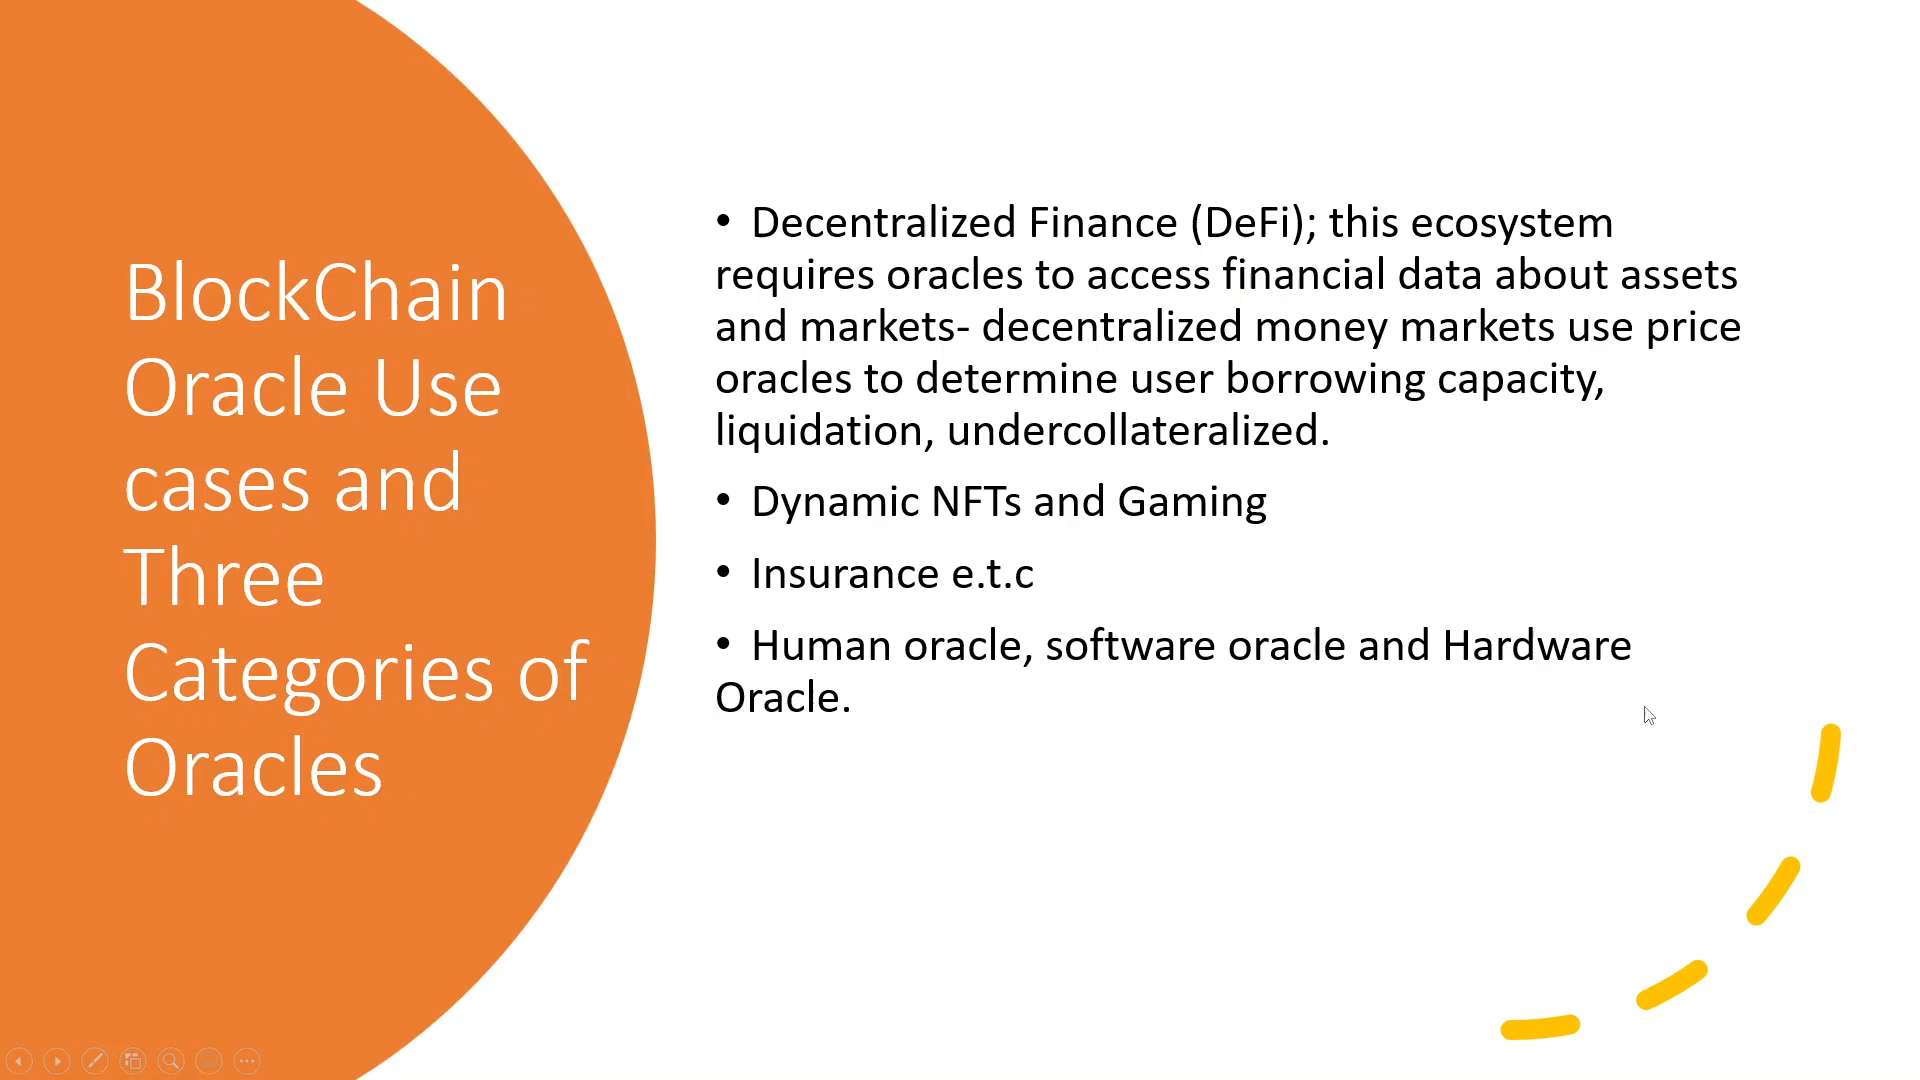 BlockChain
Oracle Use
cases and
Three
Categories of
Oracles
• Decentralized Finance (DeFi); this ecosystem
requires oracles to access financial data about assets
and markets- decentralized money markets use price
oracles to determine user borrowing capacity,
liquidation, undercollateralized.
• Dynamic NFTs and Gaming
• Insurance e.t.c
• Human oracle, software oracle and Hardware
Oracle.